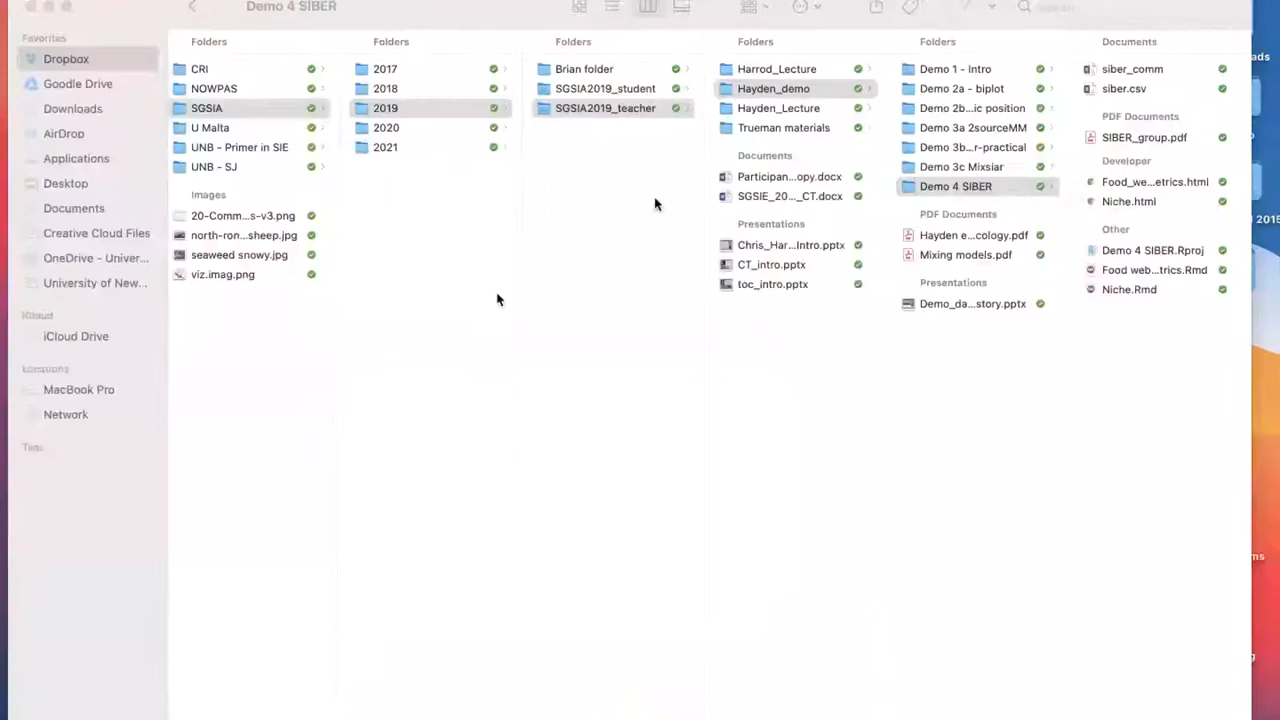 Demo 4 SIBER
Search
Favorites
Dropbox
Google Drive
Downloads
AirDrop
Applications
Desktop
Documents
Creative Cloud Files
OneDrive - Univer...
University of New...
iCloud
iCloud Drive
Locations
MacBook Pro
Network
Tags
Folders
CRI
NOWPAS
SGSIA
U Malta
UNB - Primer in SIE
UNB - SJ
Images
20-Comm...s-v3.png
north-ron...sheep.jpg
seaweed snowy.jpg
viz.imag.png
Folders
2017
2018
2019
2020
2021
Folders
Brian folder
SGSIA2019_student
SGSIA2019_teacher
Folders
Harrod_Lecture
Hayden_demo
Hayden_Lecture
Trueman materials
Documents
Participan...opy.docx
SGSIE_20..._CT.docx
Presentations
Chris_Har...Intro.pptx
CT_intro.pptx
toc_intro.pptx
Folders
Demo 1 - Intro
Demo 2a - biplot
Demo 2b...ic position
Demo 3a 2sourceMM
Demo 3b...r-practical
Demo 3c Mixsiar
Demo 4 SIBER
PDF Documents
Hayden e...cology.pdf
Mixing models.pdf
Presentations
Demo_da...story.pptx
Documents
siber_comm
siber.csv
PDF Documents
SIBER_group.pdf
Developer
Food_we...etrics.html
Niche.html
Other
Demo 4 SIBER.Rproj
Food web...trics.Rmd
Niche.Rmd
ads
2015
ms